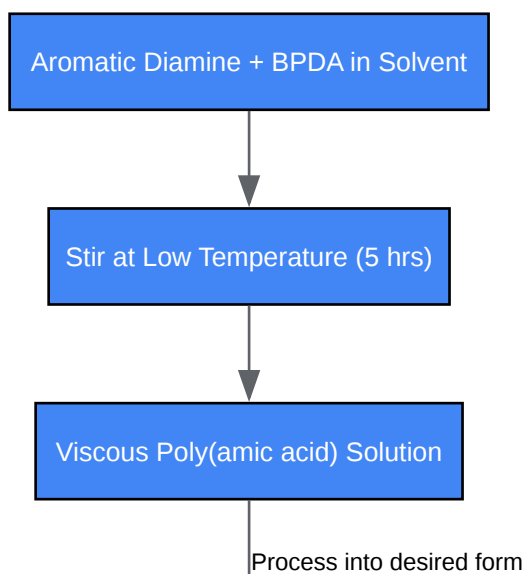 Aromatic Diamine + BPDA in Solvent
Stir at Low Temperature (5 hrs)
Viscous Poly(amic acid) Solution
Process into desired form